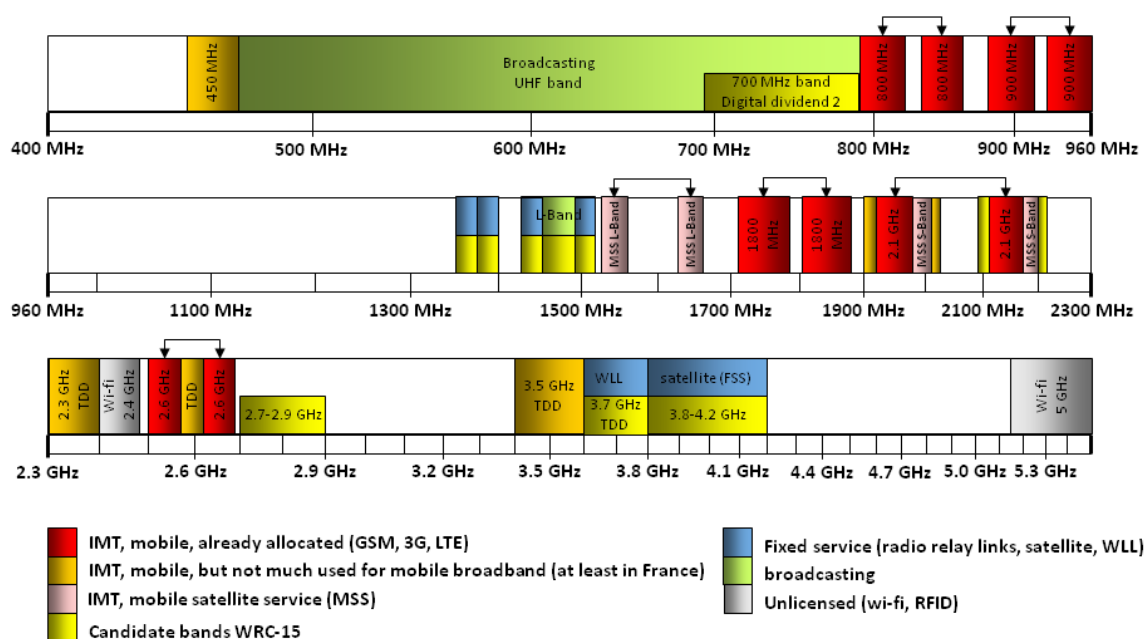 450 MHz
Broadcasting
UHF band
700 MHz band
Digital dividend 2
800 MHz
800 MHz
900 MHz
900 MHz
400 MHz
500 MHz
600 MHz
700 MHz
800 MHz
900 MHz
960 MHz
L-Band
MSS L-Band
MSS L-Band
1800
MHz
1800
MHz
2.1 GHz
MSS S-Band
2.1 GHz
MSS S-Band
960 MHz
1100 MHz
1300 MHz
1500 MHz
1700 MHz
1900 MHz
2100 MHz
2300 MHz
2.3 GHz
TDD
Wi-fi
2.4 GHz
2.6 GHz
TDD
2.6 GHz
2.7-2.9 GHz
3.5 GHz
TDD
WLL
3.7 GHz
TDD
satellite (FSS)
3.8-4.2 GHz
Wi-fi
5 GHz
2.3 GHz
2.6 GHz
2.9 GHz
3.2 GHz
3.5 GHz
3.8 GHz
4.1 GHz
4.4 GHz
4.7 GHz
5.0 GHz
5.3 GHz
IMT, mobile, already allocated (GSM, 3G, LTE)
IMT, mobile, but not much used for mobile broadband (at least in France)
IMT, mobile satellite service (MSS)
Candidate bands WRC-15
Fixed service (radio relay links, satellite, WLL)
broadcasting
Unlicensed (wi-fi, RFID)